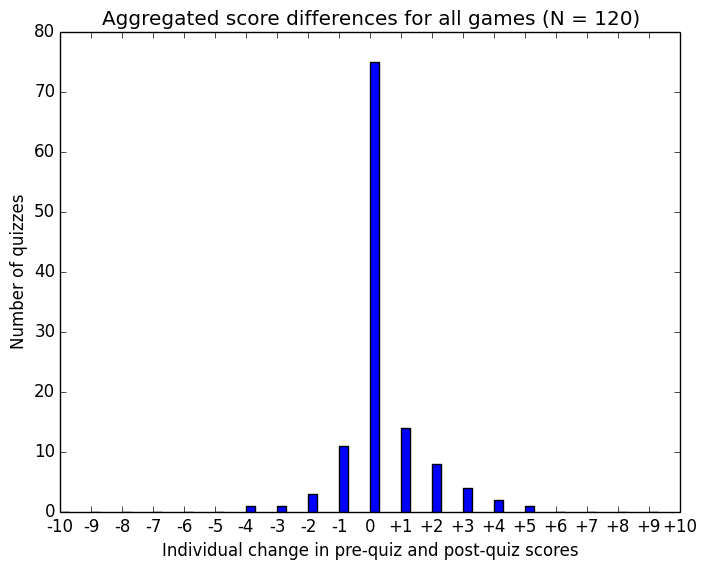 Aggregated score differences for all games (N = 120)
80
70
60
50
40
30
20
10
0
Number of quizzes
-10 -9 -8 -7 -6 -5 -4 -3 -2 -1 0 +1 +2 +3 +4 +5 +6 +7 +8 +9 +10
Individual change in pre-quiz and post-quiz scores